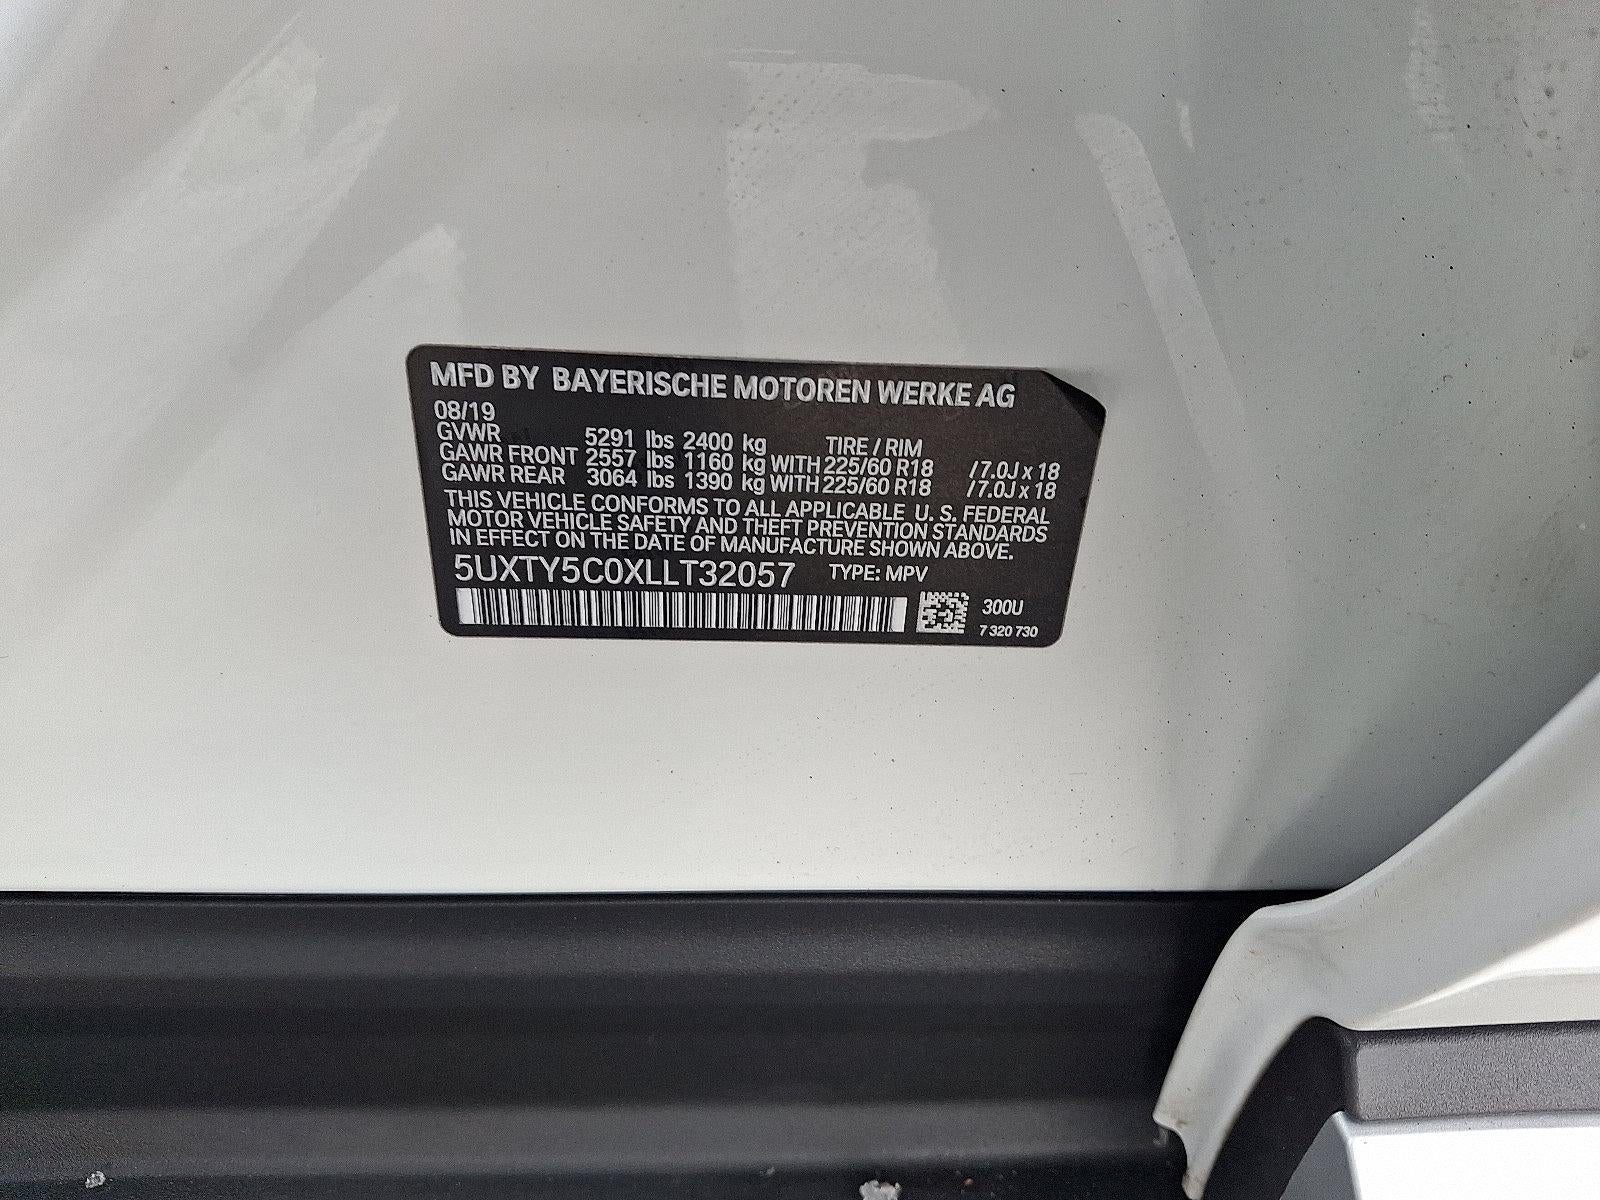 MFD BY BAYERISCHE MOTOREN WERKE AG
08/19
GVWR 5291 lbs 2400 kg TIRE / RIM
GAWR FRONT 2557 lbs 1160 kg WITH 225/60 R18 / 7.0J x 18
GAWR REAR 3064 lbs 1390 kg WITH 225/60 R18 / 7.0J x 18
THIS VEHICLE CONFORMS TO ALL APPLICABLE U. S. FEDERAL
MOTOR VEHICLE SAFETY AND THEFT PREVENTION STANDARDS
IN EFFECT ON THE DATE OF MANUFACTURE SHOWN ABOVE.
5UXTY5C0XLLT32057 TYPE: MPV
300U
7 320 730